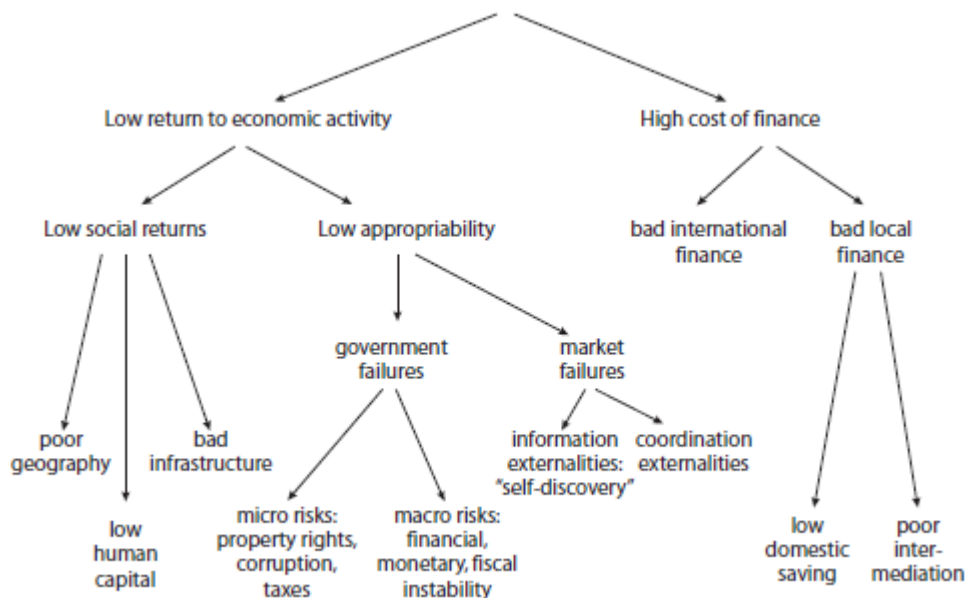 Low return to economic activity
High cost of finance
Low social returns
Low appropriability
bad international
finance
bad local
finance
government
failures
market
failures
poor
geography
bad
infrastructure
information
externalities:
"self-discovery"
coordination
externalities
low
human
capital
micro risks:
property rights,
corruption,
taxes
macro risks:
financial,
monetary, fiscal
instability
low
domestic
saving
poor
inter-
mediation